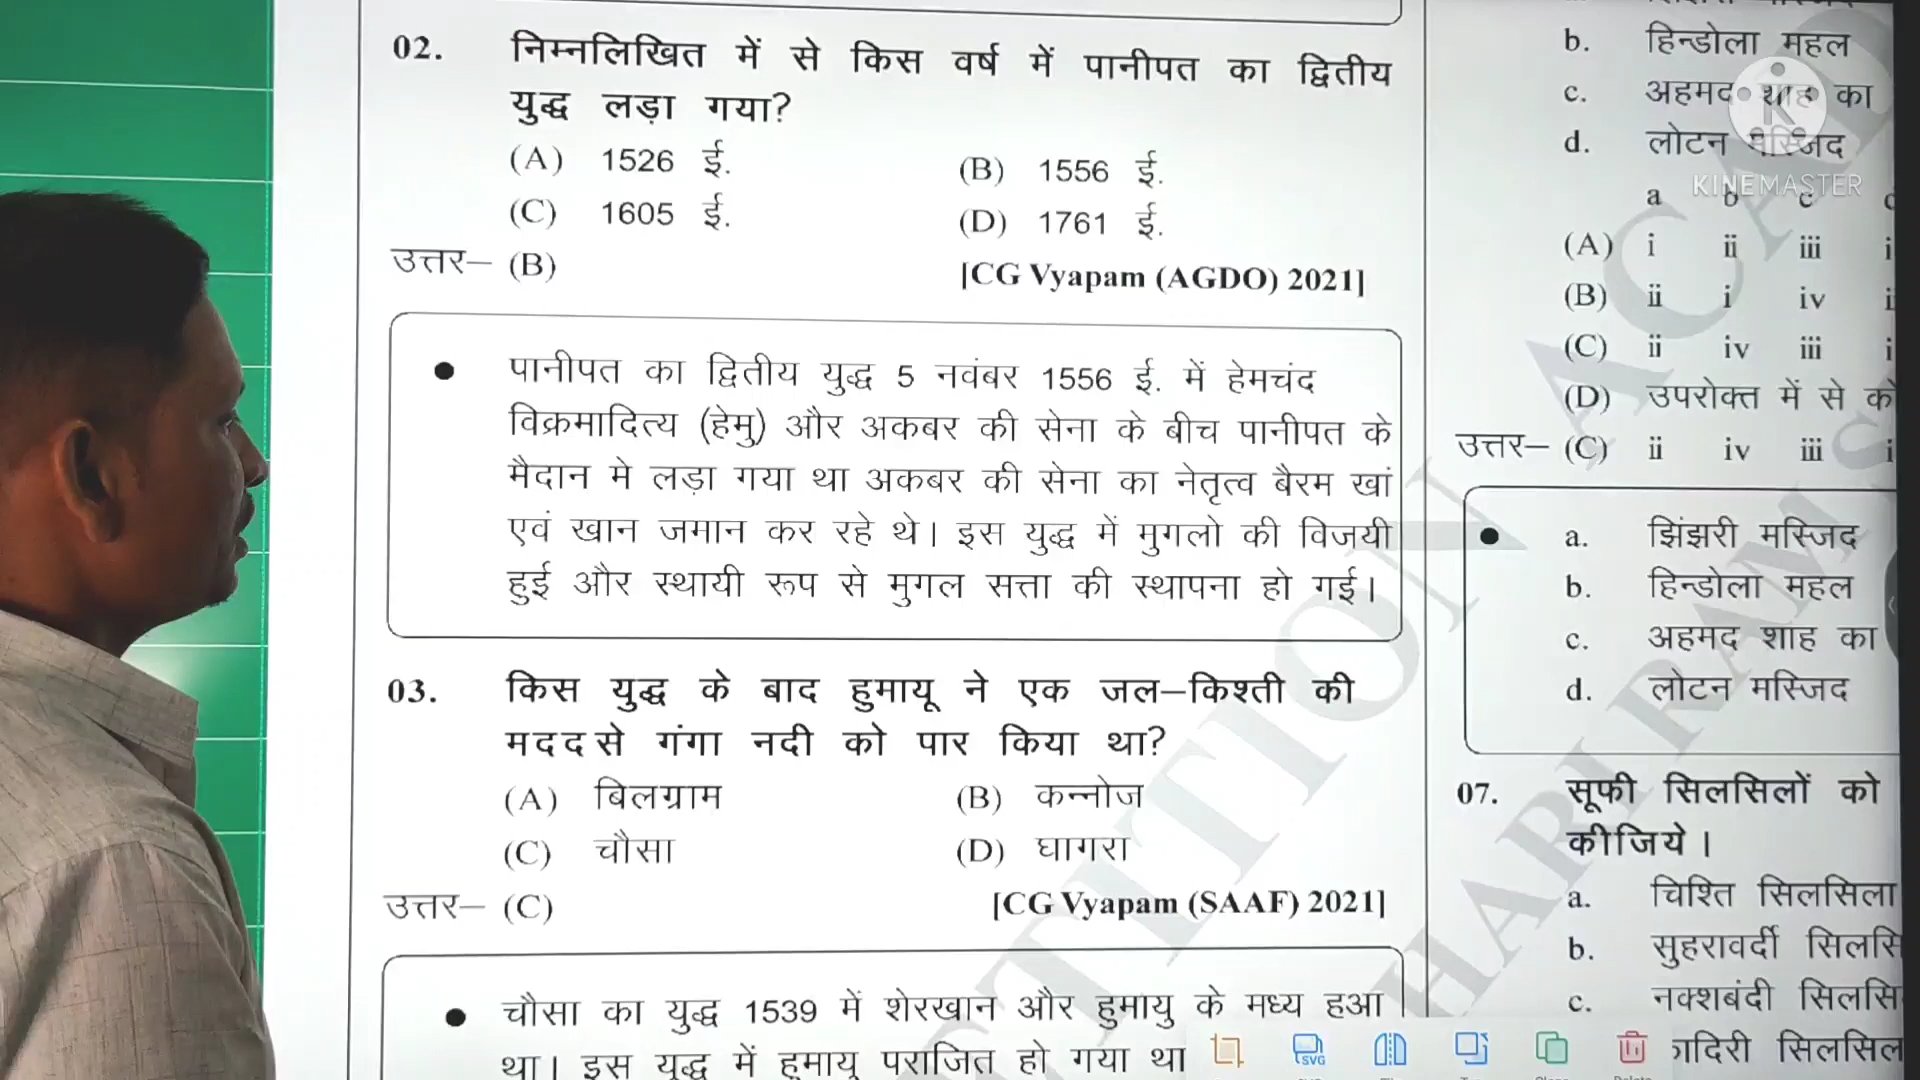 02. निम्नलिखित में से किस वर्ष में पानीपत का द्वितीय
युद्ध लड़ा गया?
(A) 1526 ई. (B) 1556 ई.
(C) 1605 ई. (D) 1761 ई.
उत्तर– (B) [CG Vyapam (AGDO) 2021]
• पानीपत का द्वितीय युद्ध 5 नवंबर 1556 ई. में हेमचंद
विक्रमादित्य (हेमु) और अकबर की सेना के बीच पानीपत के
मैदान मे लड़ा गया था अकबर की सेना का नेतृत्व बैरम खां
एवं खान जमान कर रहे थे। इस युद्ध में मुगलो की विजयी
हुई और स्थायी रूप से मुगल सत्ता की स्थापना हो गई।
03. किस युद्ध के बाद हुमायू ने एक जल–किश्ती की
मदद से गंगा नदी को पार किया था?
(A) बिलग्राम (B) कन्नोज
(C) चौसा (D) घागरा
उत्तर– (C) [CG Vyapam (SAAF) 2021]
• चौसा का युद्ध 1539 में शेरखान और हुमायु के मध्य हुआ
था। इस युद्ध में हुमायू पराजित हो गया था
b. हिन्डोला महल
c. अहमद शाह का
d. लोटन मस्जिद
KINEMASTER
a b c
(A) i ii iii
(B) ii i iv
(C) ii iv iii
(D) उपरोक्त में से
उत्तर– (C) ii iv iii
• a. झिंझरी मस्जिद
b. हिन्डोला महल
c. अहमद शाह का
d. लोटन मस्जिद
07. सूफी सिलसिलों को
कीजिये।
a. चिश्ति सिलसिला
b. सुहरावर्दी
c. नक्शबंदी
SVG